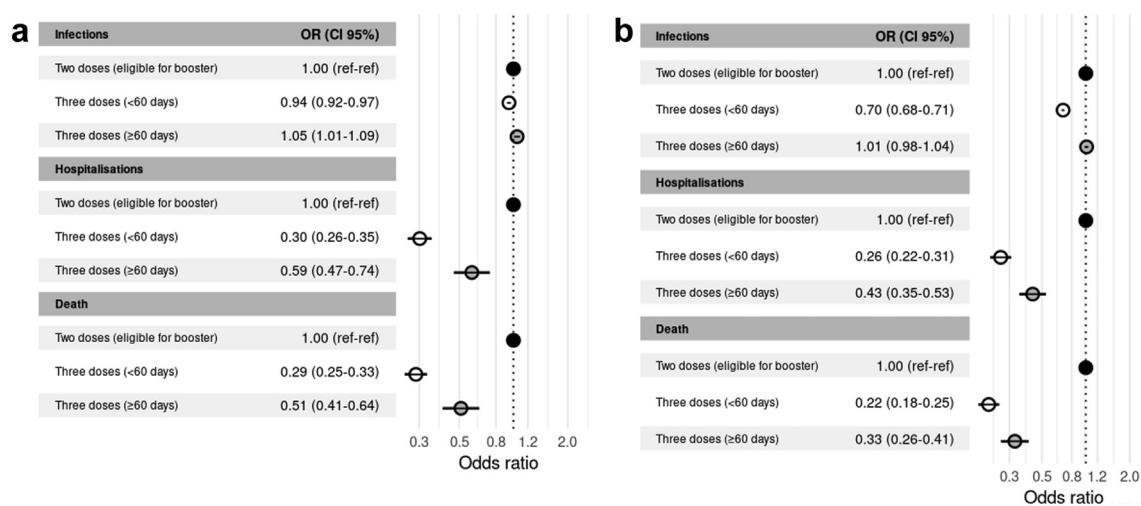 a
Infections OR (CI 95%)
Two doses (eligible for booster) 1.00 (ref-ref)
Three doses (<60 days) 0.94 (0.92-0.97)
Three doses (≥60 days) 1.05 (1.01-1.09)
Hospitalisations
Two doses (eligible for booster) 1.00 (ref-ref)
Three doses (<60 days) 0.30 (0.26-0.35)
Three doses (≥60 days) 0.59 (0.47-0.74)
Death
Two doses (eligible for booster) 1.00 (ref-ref)
Three doses (<60 days) 0.29 (0.25-0.33)
Three doses (≥60 days) 0.51 (0.41-0.64)
0.3 0.5 0.8 1.2 2.0
Odds ratio
b
Infections OR (CI 95%)
Two doses (eligible for booster) 1.00 (ref-ref)
Three doses (<60 days) 0.70 (0.68-0.71)
Three doses (≥60 days) 1.01 (0.98-1.04)
Hospitalisations
Two doses (eligible for booster) 1.00 (ref-ref)
Three doses (<60 days) 0.26 (0.22-0.31)
Three doses (≥60 days) 0.43 (0.35-0.53)
Death
Two doses (eligible for booster) 1.00 (ref-ref)
Three doses (<60 days) 0.22 (0.18-0.25)
Three doses (≥60 days) 0.33 (0.26-0.41)
0.3 0.5 0.8 1.2 2.0
Odds ratio